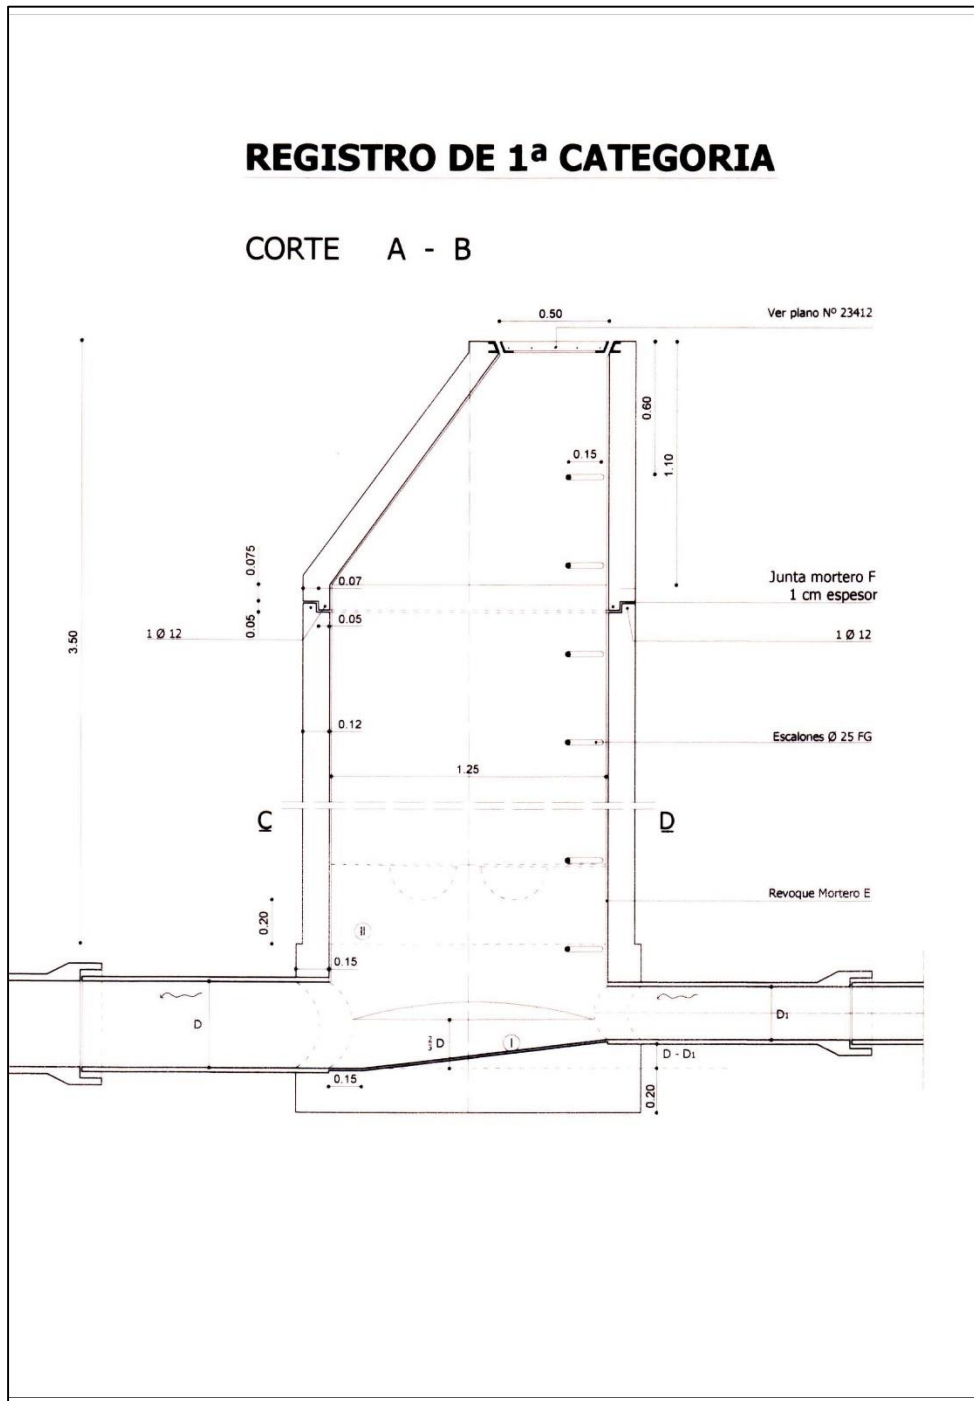 REGISTRO DE 1ª CATEGORIA
CORTE A - B
0.50
Ver plano Nº 23412
0.60
1.10
0.15
0.075
0.07
Junta mortero F
1 cm espesor
0.05
0.05
1 Ø 12
1 Ø 12
3.50
0.12
Escalones Ø 25 FG
1.25
C
D
Revoque Mortero E
0.20
II
0.15
D
D1
2/3 D
I
D - D1
0.15
0.20